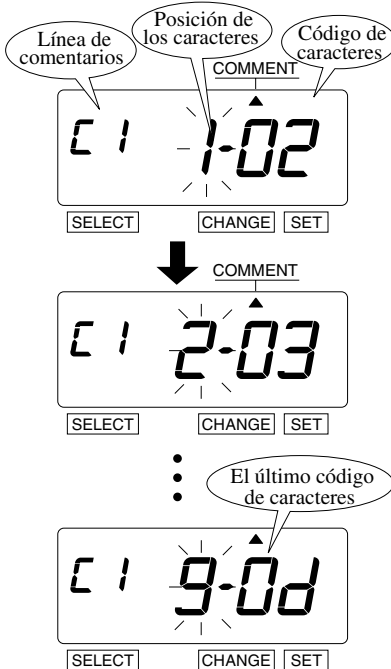 Línea de
comentarios
Posición de
los caracteres
Código de
caracteres
COMMENT
C1 1-02
SELECT CHANGE SET
COMMENT
C1 2-03
SELECT CHANGE SET
El último código
de caracteres
C1 9-0d
SELECT CHANGE SET